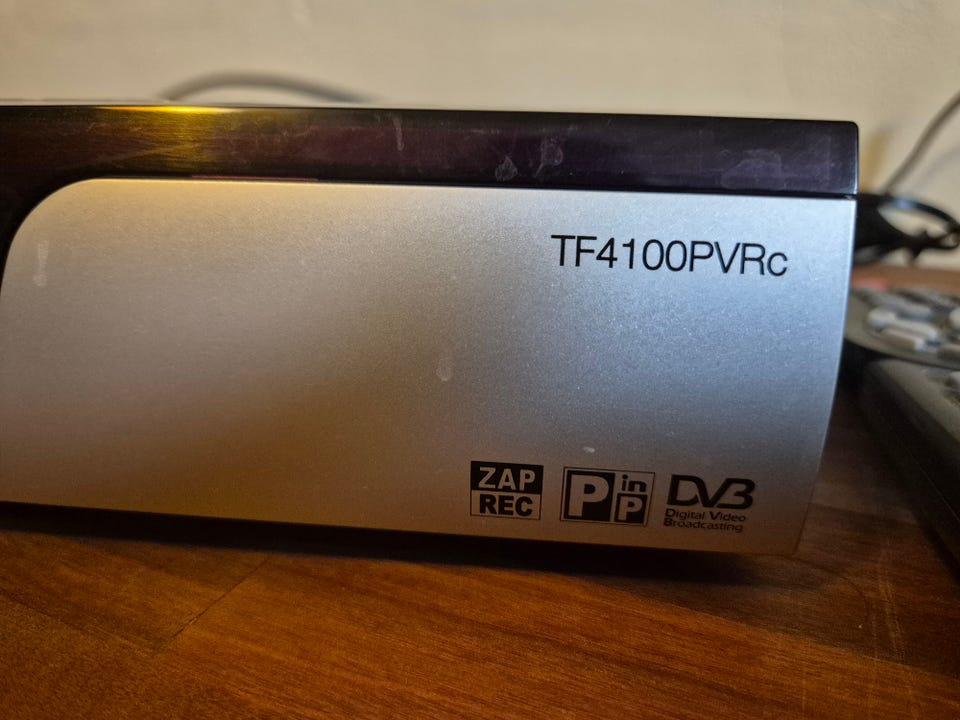 TF4100PVRc
ZAP
REC
P in P
DVB
Digital Video
Broadcasting